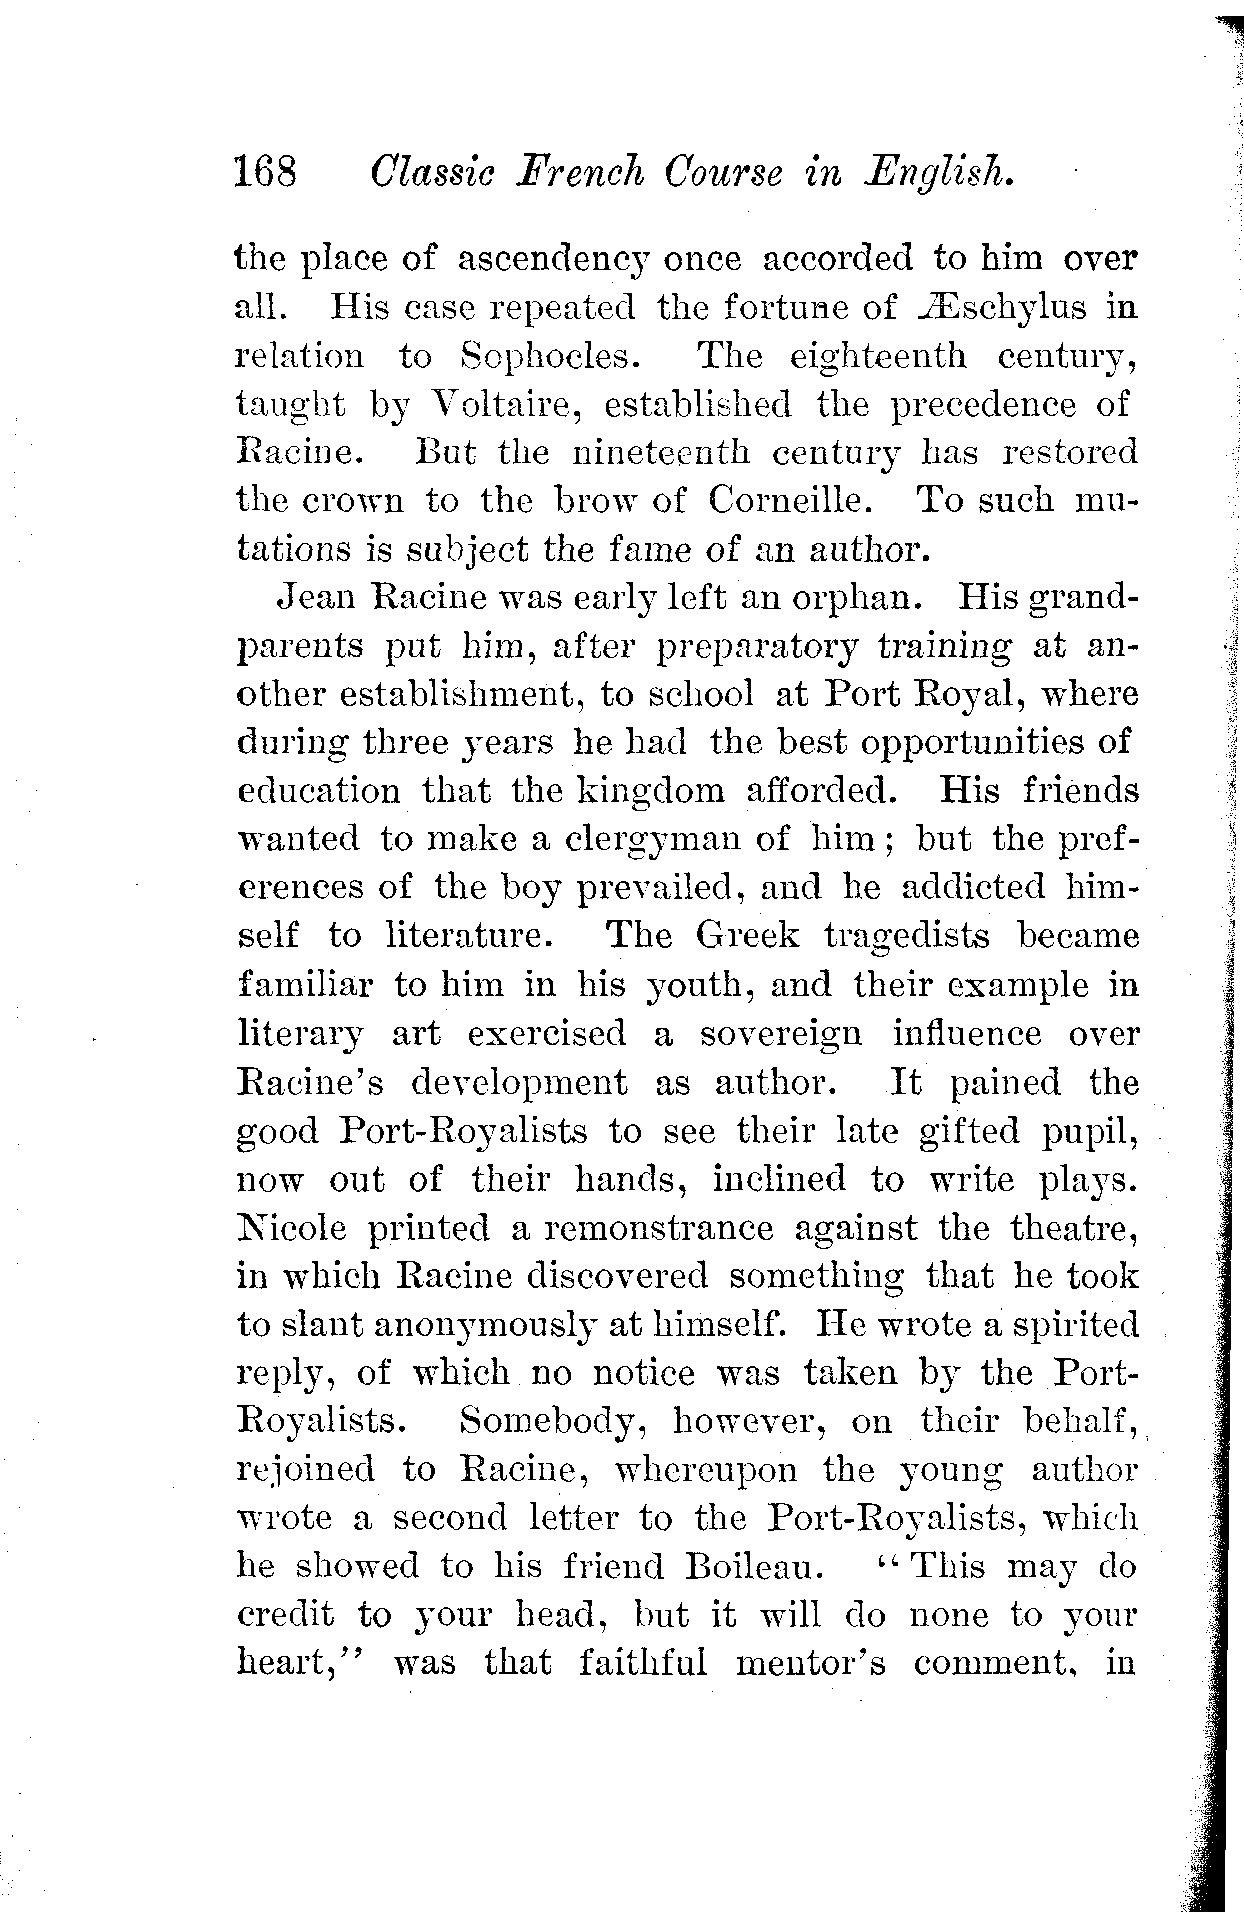 168 Classic French Course in English.
the place of ascendency once accorded to him over
all. His case repeated the fortune of Æschylus in
relation to Sophocles. The eighteenth century,
taught by Voltaire, established the precedence of
Racine. But the nineteenth century has restored
the crown to the brow of Corneille. To such mu-
tations is subject the fame of an author.
Jean Racine was early left an orphan. His grand-
parents put him, after preparatory training at an-
other establishment, to school at Port Royal, where
during three years he had the best opportunities of
education that the kingdom afforded. His friends
wanted to make a clergyman of him; but the pref-
erences of the boy prevailed, and he addicted him-
self to literature. The Greek tragedists became
familiar to him in his youth, and their example in
literary art exercised a sovereign influence over
Racine's development as author. It pained the
good Port-Royalists to see their late gifted pupil,
now out of their hands, inclined to write plays.
Nicole printed a remonstrance against the theatre,
in which Racine discovered something that he took
to slant anonymously at himself. He wrote a spirited
reply, of which no notice was taken by the Port-
Royalists. Somebody, however, on their behalf,
rejoined to Racine, whereupon the young author
wrote a second letter to the Port-Royalists, which
he showed to his friend Boileau. "This may do
credit to your head, but it will do none to your
heart," was that faithful mentor's comment, in